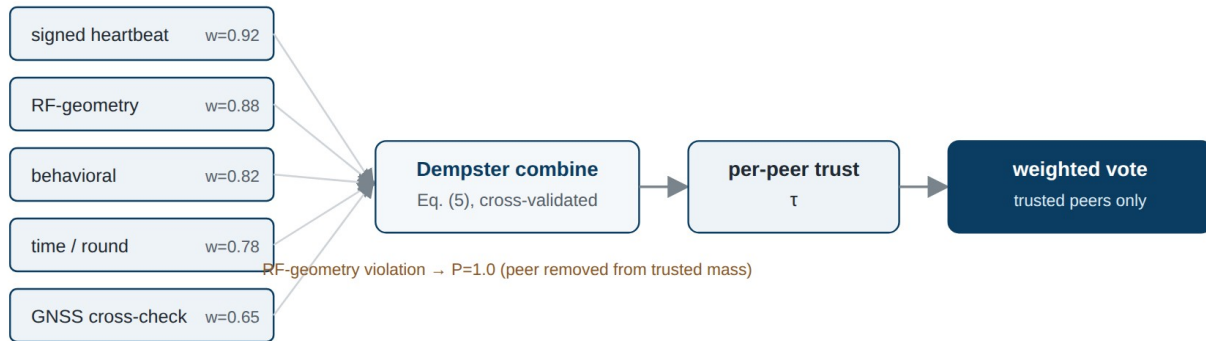 signed heartbeat w=0.92
RF-geometry w=0.88
behavioral w=0.82
time / round w=0.78
GNSS cross-check w=0.65
Dempster combine
Eq. (5), cross-validated
per-peer trust
τ
weighted vote
trusted peers only
RF-geometry violation → P=1.0 (peer removed from trusted mass)